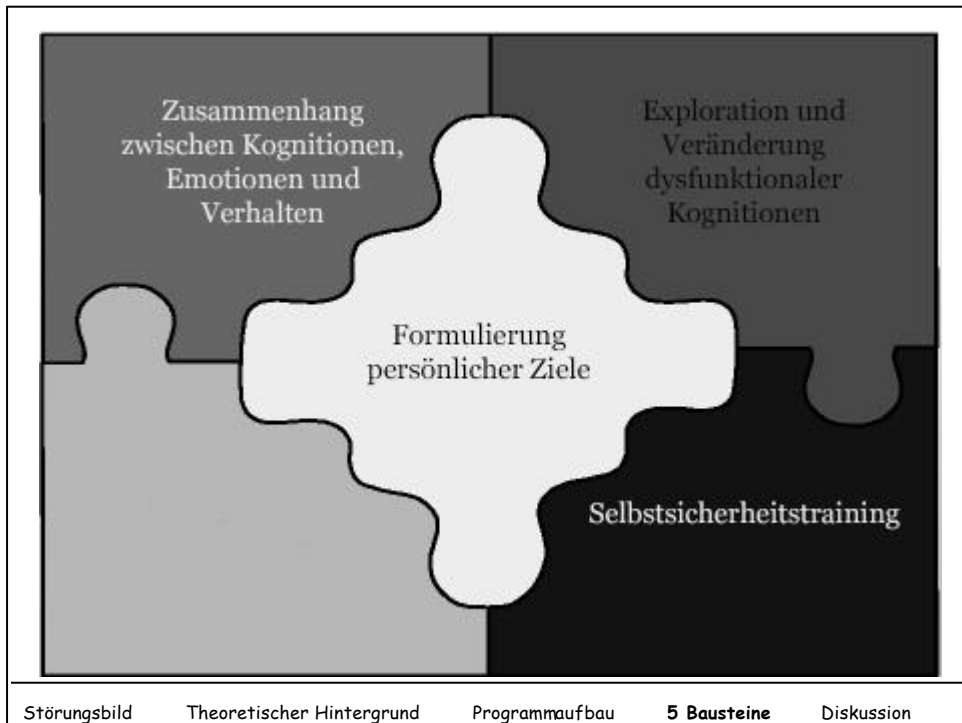 Zusammenhang
zwischen Kognitionen,
Emotionen und
Verhalten
Exploration und
Veränderung
dysfunktionaler
Kognitionen
Formulierung
persönlicher Ziele
Selbstsicherheitstraining
Störungsbild Theoretischer Hintergrund Programmaufbau 5 Bausteine Diskussion